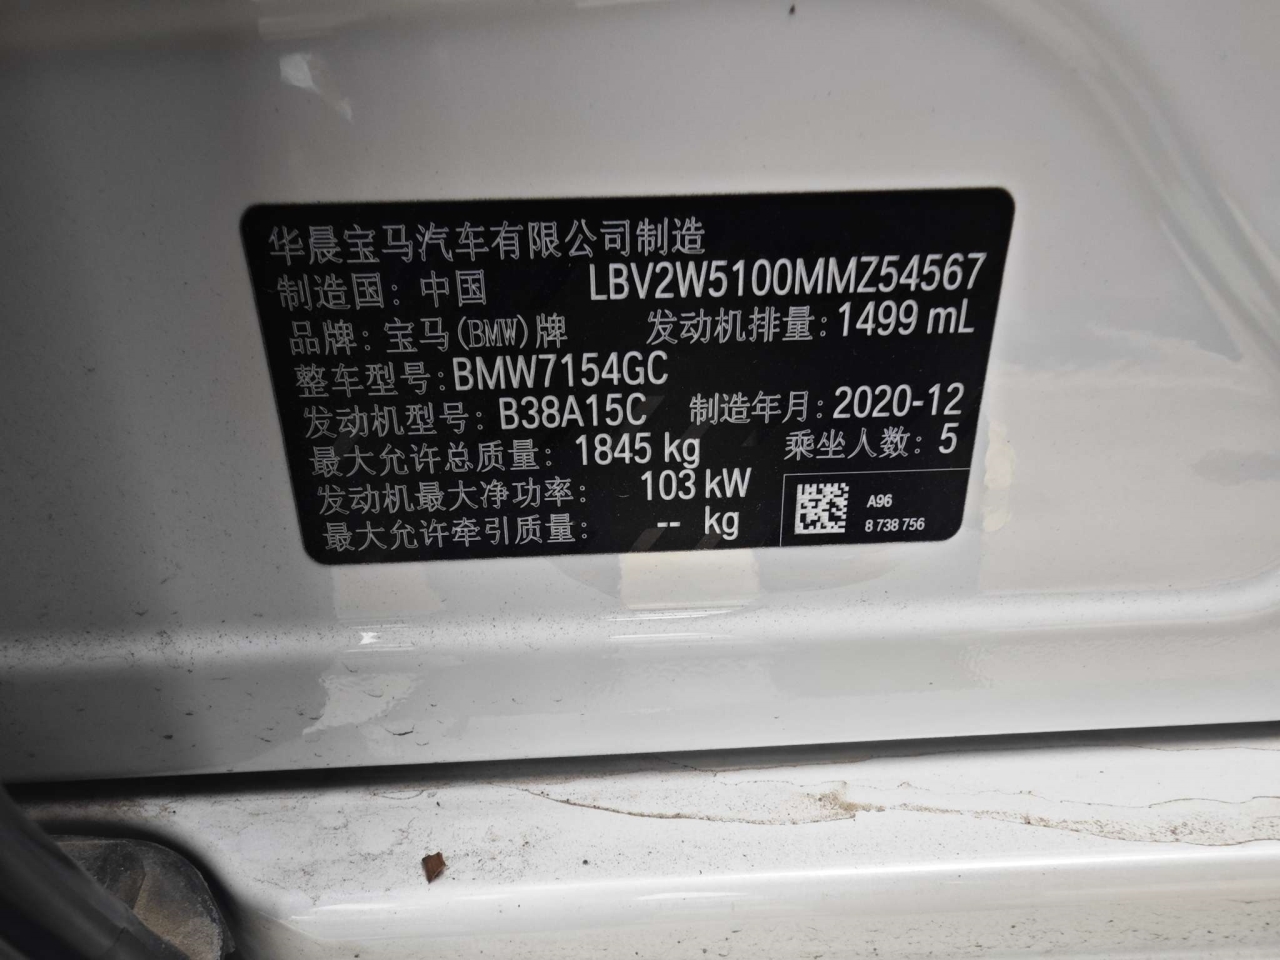 华晨宝马汽车有限公司制造
制造国：中国 LBV2W5100MMZ54567
品牌：宝马(BMW)牌 发动机排量：1499 mL
整车型号：BMW7154GC
发动机型号：B38A15C 制造年月：2020-12
最大允许总质量：1845 kg 乘坐人数：5
发动机最大净功率：103 kW
最大允许牵引质量：-- kg
A96
8 738 756